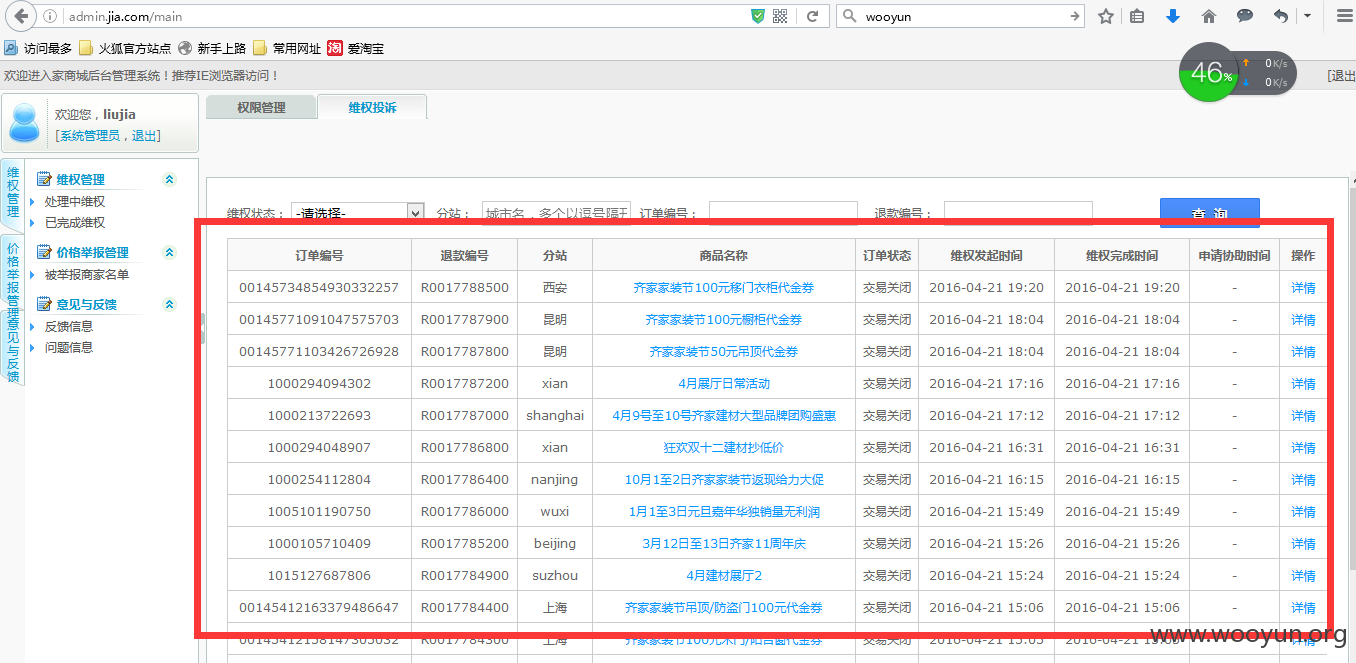 admin.jia.com/main
wooyun
访问最多 火狐官方站点 新手上路 常用网址 淘 爱淘宝
欢迎进入家商城后台管理系统！推荐IE浏览器访问！
[退出
46%
0K/s
0K/s
欢迎您，liujia
[系统管理员，退出]
权限管理 维权投诉
维权管理
价格举报管理
意见与反馈
维权管理
处理中维权
已完成维权
价格举报管理
被举报商家名单
意见与反馈
反馈信息
问题信息
维权状态： -请选择- 分站： 城市名，多个以逗号隔开 订单编号： 退款编号： 查 询
订单编号 退款编号 分站 商品名称 订单状态 维权发起时间 维权完成时间 申请协助时间 操作
00145734854930332257 R0017788500 西安 齐家家装节100元移门衣柜代金券 交易关闭 2016-04-21 19:20 2016-04-21 19:20 - 详情
00145771091047575703 R0017787900 昆明 齐家家装节100元橱柜代金券 交易关闭 2016-04-21 18:04 2016-04-21 18:04 - 详情
00145771103426726928 R0017787800 昆明 齐家家装节50元吊顶代金券 交易关闭 2016-04-21 18:04 2016-04-21 18:04 - 详情
1000294094302 R0017787200 xian 4月展厅日常活动 交易关闭 2016-04-21 17:16 2016-04-21 17:16 - 详情
1000213722693 R0017787000 shanghai 4月9号至10号齐家建材大型品牌团购盛惠 交易关闭 2016-04-21 17:12 2016-04-21 17:12 - 详情
1000294048907 R0017786800 xian 狂欢双十二建材抄低价 交易关闭 2016-04-21 16:31 2016-04-21 16:31 - 详情
1000254112804 R0017786400 nanjing 10月1至2日齐家家装节返现给力大促 交易关闭 2016-04-21 16:15 2016-04-21 16:15 - 详情
1005101190750 R0017786000 wuxi 1月1至3日元旦嘉年华独销量无利润 交易关闭 2016-04-21 15:49 2016-04-21 15:49 - 详情
1000105710409 R0017785200 beijing 3月12日至13日齐家11周年庆 交易关闭 2016-04-21 15:26 2016-04-21 15:26 - 详情
1015127687806 R0017784900 suzhou 4月建材展厅2 交易关闭 2016-04-21 15:24 2016-04-21 15:24 - 详情
00145412163379486647 R0017784400 上海 齐家家装节吊顶/防盗门100元代金券 交易关闭 2016-04-21 15:06 2016-04-21 15:06 - 详情
R0017784300 上海
www.wooyun.org